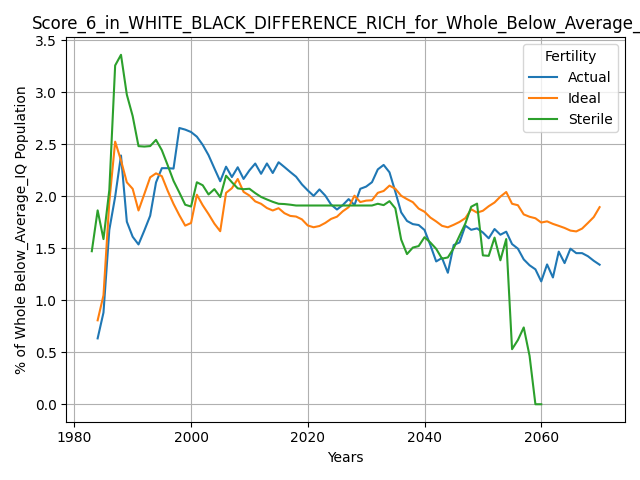 Score_6_in_WHITE_BLACK_DIFFERENCE_RICH_for_Whole_Below_Average_
3.5
3.0
2.5
2.0
1.5
1.0
0.5
0.0
% of Whole Below_Average_IQ Population
Fertility
Actual
Ideal
Sterile
1980
2000
2020
2040
2060
Years